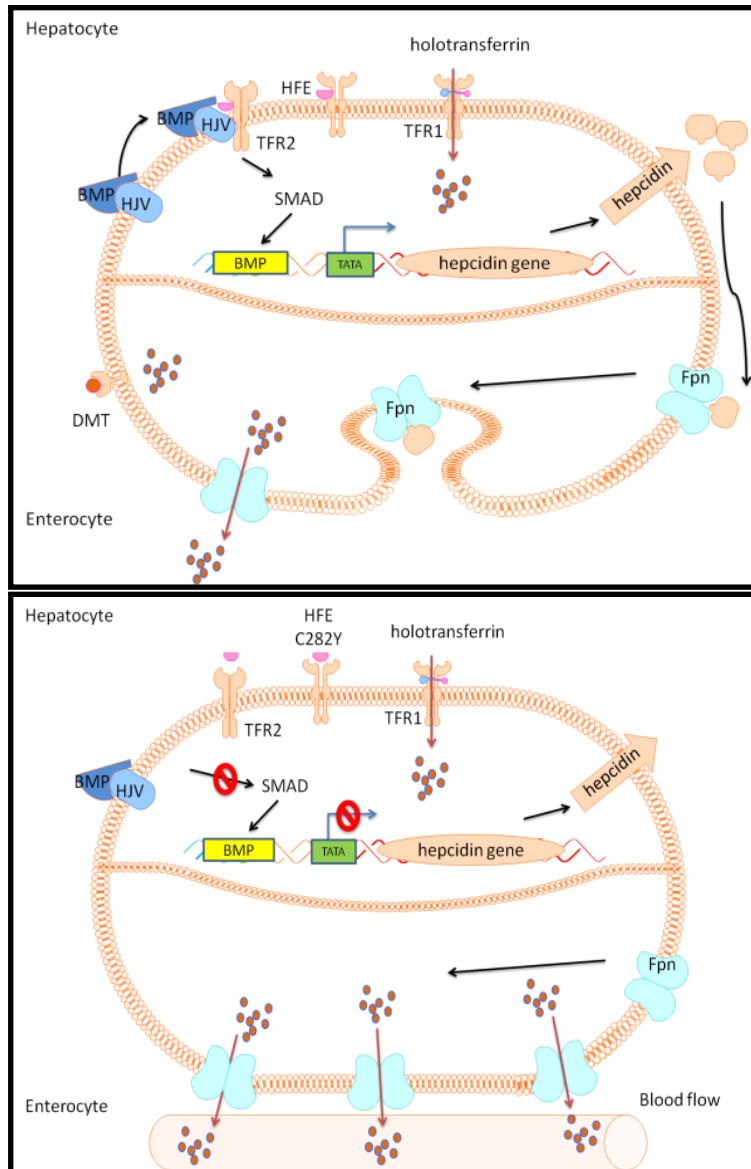 Hepatocyte
holotransferrin
HFE
BMP
HJV
TFR2
TFR1
BMP
HJV
SMAD
hepcidin
BMP
TATA
hepcidin gene
DMT
Fpn
Fpn
Enterocyte
Hepatocyte
HFE
C282Y
holotransferrin
TFR2
TFR1
BMP
HJV
SMAD
hepcidin
BMP
TATA
hepcidin gene
Fpn
Enterocyte
Blood flow